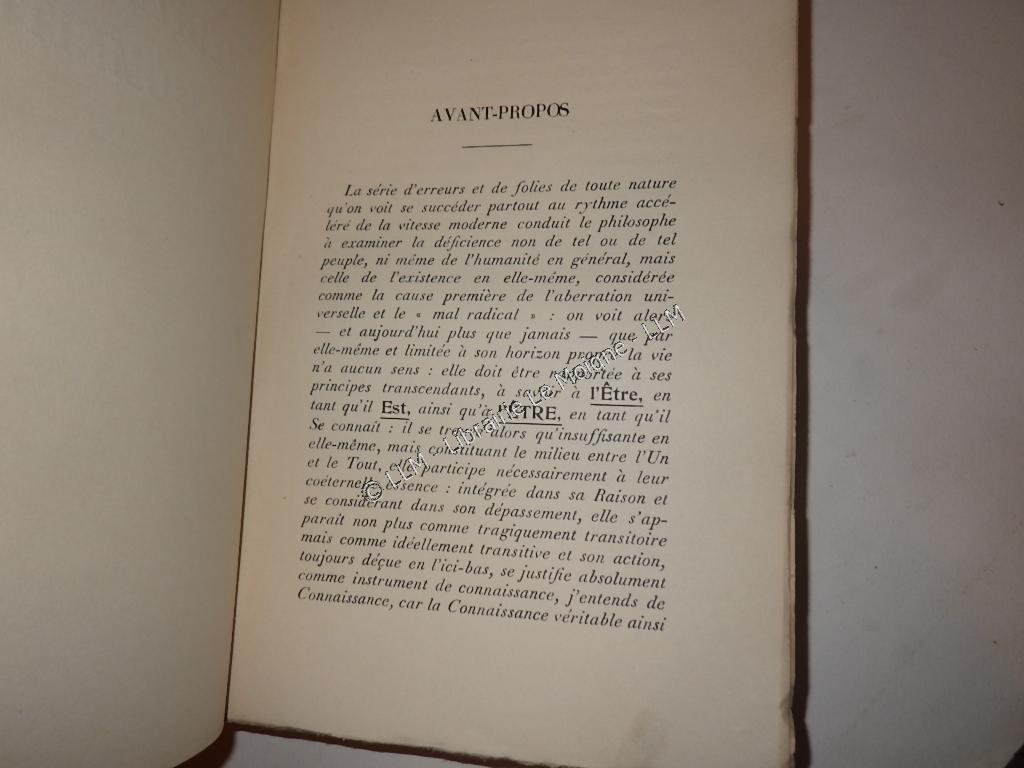 AVANT-PROPOS
La série d'erreurs et de folies de toute nature
qu'on voit se succéder partout au rythme accé-
léré de la vitesse moderne conduit le philosophe
à examiner la déficience non de tel ou de tel
peuple, ni même de l'humanité en général, mais
celle de l'existence en elle-même, considérée
comme la cause première de l'aberration uni-
verselle et le « mal radical » : on voit alors
— et aujourd'hui plus que jamais — que par
elle-même et limitée à son horizon propre la vie
n'a aucun sens : elle doit être rapportée à ses
principes transcendants, à savoir à l'Être, en
tant qu'il Est, ainsi qu'à l'ÊTRE, en tant qu'il
Se connaît : il se trouve alors qu'insuffisante en
elle-même, mais constituant le milieu entre l'Un
et le Tout, elle participe nécessairement à leur
coéternelle essence : intégrée dans sa Raison et
se considérant dans son dépassement, elle s'ap-
paraît non plus comme tragiquement transitoire
mais comme idéellement transitive et son action,
toujours déçue en l'ici-bas, se justifie absolument
comme instrument de connaissance, j'entends de
Connaissance, car la Connaissance véritable ainsi
© LLM - Librairie Le Molène - LLM